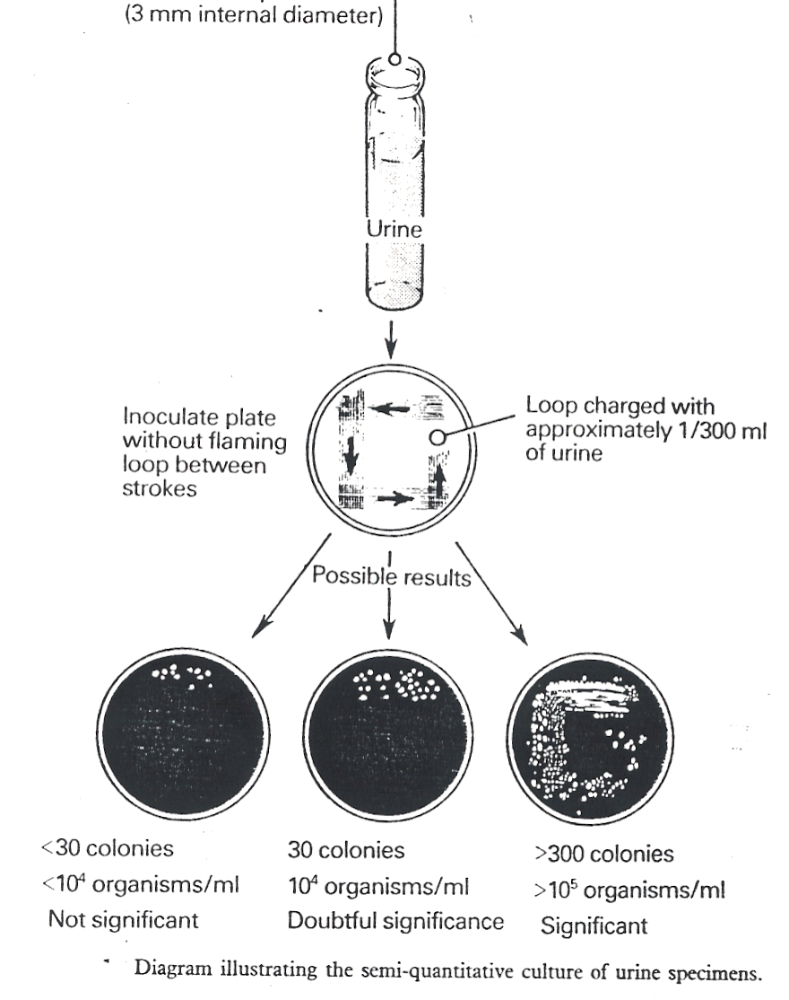 (3 mm internal diameter)
Urine
Inoculate plate
without flaming
loop between
strokes
Loop charged with
approximately 1/300 ml
of urine
Possible results
<30 colonies
<10⁴ organisms/ml
Not significant
30 colonies
10⁴ organisms/ml
Doubtful significance
>300 colonies
>10⁵ organisms/ml
Significant
Diagram illustrating the semi-quantitative culture of urine specimens.